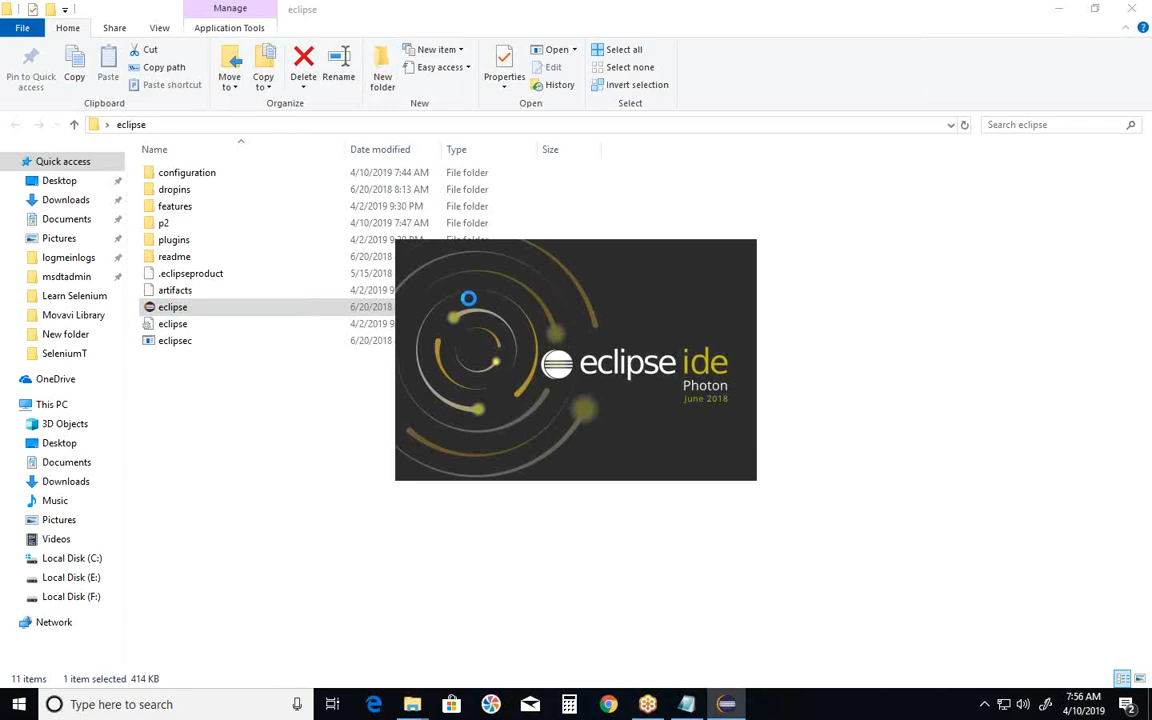 Manage
eclipse
File
Home
Share
View
Application Tools
Pin to Quick access
Copy
Paste
Cut
Copy path
Paste shortcut
Clipboard
Move to
Copy to
Delete
Rename
Organize
New folder
New item
Easy access
New
Properties
Open
Edit
History
Open
Select all
Select none
Invert selection
Select
eclipse
Search eclipse
Name
Date modified
Type
Size
Quick access
Desktop
Downloads
Documents
Pictures
logmeinlogs
msdtadmin
Learn Selenium
Movavi Library
New folder
SeleniumT
OneDrive
This PC
3D Objects
Desktop
Documents
Downloads
Music
Pictures
Videos
Local Disk (C:)
Local Disk (E:)
Local Disk (F:)
Network
configuration 4/10/2019 7:44 AM File folder
dropins 6/20/2018 8:13 AM File folder
features 4/2/2019 9:30 PM File folder
p2 4/10/2019 7:47 AM File folder
plugins 4/2/2019 File folder
readme 6/20/2018
.eclipseproduct 5/15/2018
artifacts 4/2/2019 9
eclipse 6/20/2018
eclipse 4/2/2019 9
eclipsec 6/20/2018
eclipse ide
Photon
June 2018
11 items
1 item selected 414 KB
Type here to search
7:56 AM
4/10/2019
2